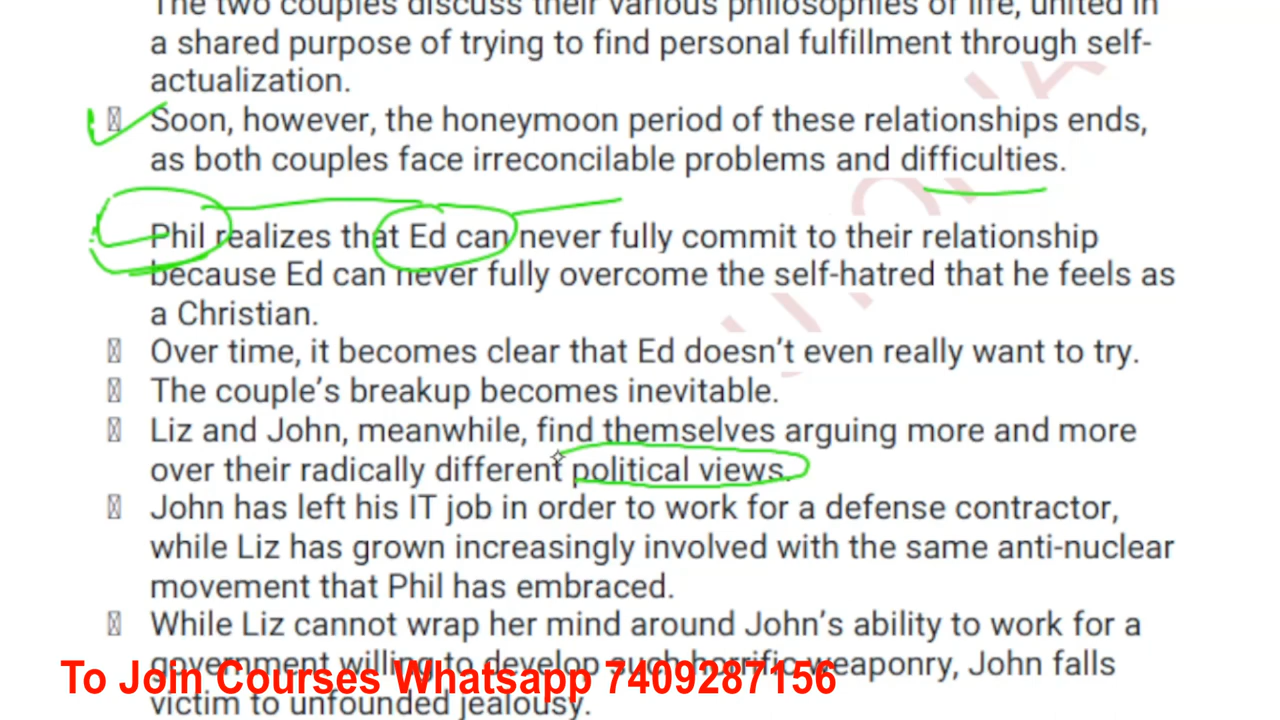 The two couples discuss their various philosophies of life, united in
a shared purpose of trying to find personal fulfillment through self-
actualization.
Soon, however, the honeymoon period of these relationships ends,
as both couples face irreconcilable problems and difficulties.
Phil realizes that Ed can never fully commit to their relationship
because Ed can never fully overcome the self-hatred that he feels as
a Christian.
Over time, it becomes clear that Ed doesn't even really want to try.
The couple's breakup becomes inevitable.
Liz and John, meanwhile, find themselves arguing more and more
over their radically different political views.
John has left his IT job in order to work for a defense contractor,
while Liz has grown increasingly involved with the same anti-nuclear
movement that Phil has embraced.
While Liz cannot wrap her mind around John's ability to work for a
government willing to develop such horrific weaponry, John falls
To Join Courses Whatsapp 7409287156
victim to unfounded jealousy.